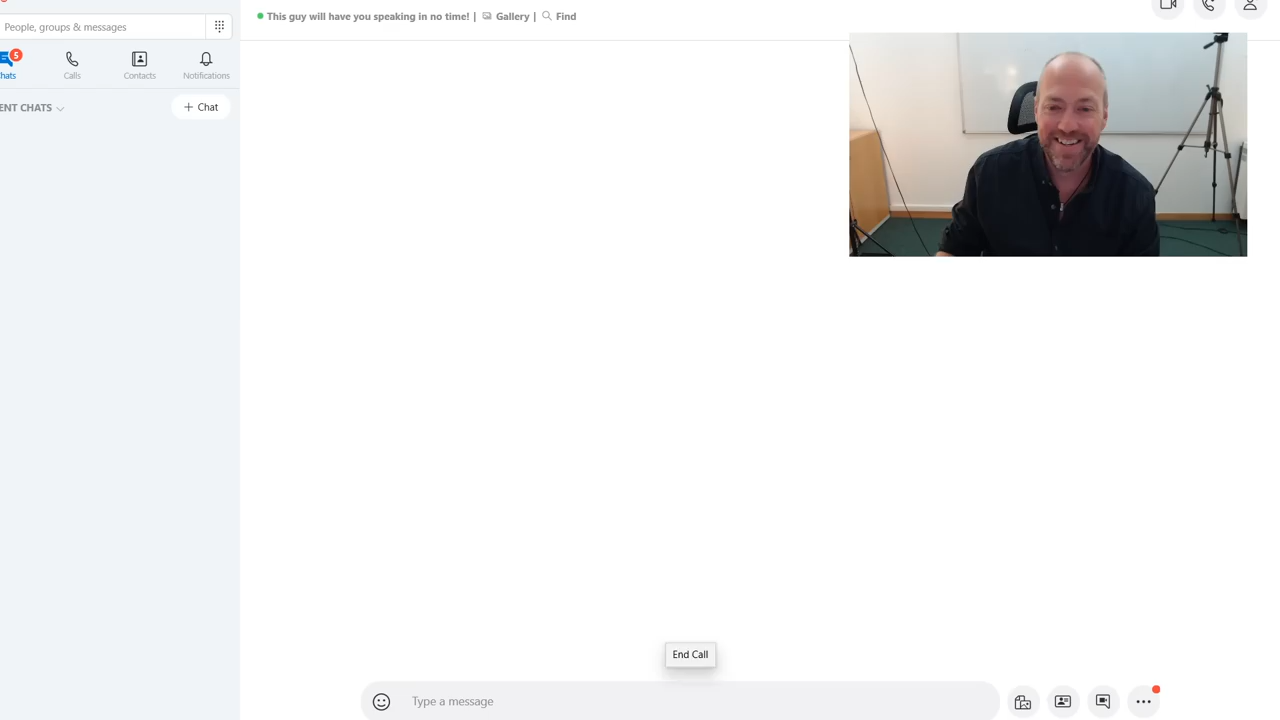 This guy will have you speaking in no time! | Gallery | Find
People, groups & messages
5
hats
Calls
Contacts
Notifications
ENT CHATS
+ Chat
End Call
Type a message